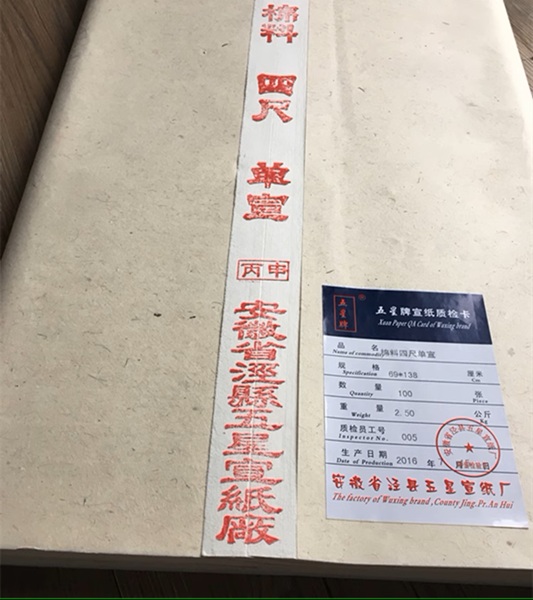 棉料
四尺
单宣
丙申
安徽省涇縣五星宣紙廠
五星牌
®
五星牌宣纸质检卡
Xuan Paper QA Card of Wuxing brand
品 名 棉料四尺单宣
Name of commodity
规 格 69*138 厘米
Specification Cm
数 量 100 张
Quantity Piece
重 量 2.50 公斤
Weight Kg
质检员工号 005
Inspector No.
生产日期 2016 年 月 日
Date of Production
安徽省泾县五星宣纸厂
The factory of Wuxing brand ,County Jing.Pr.An Hui